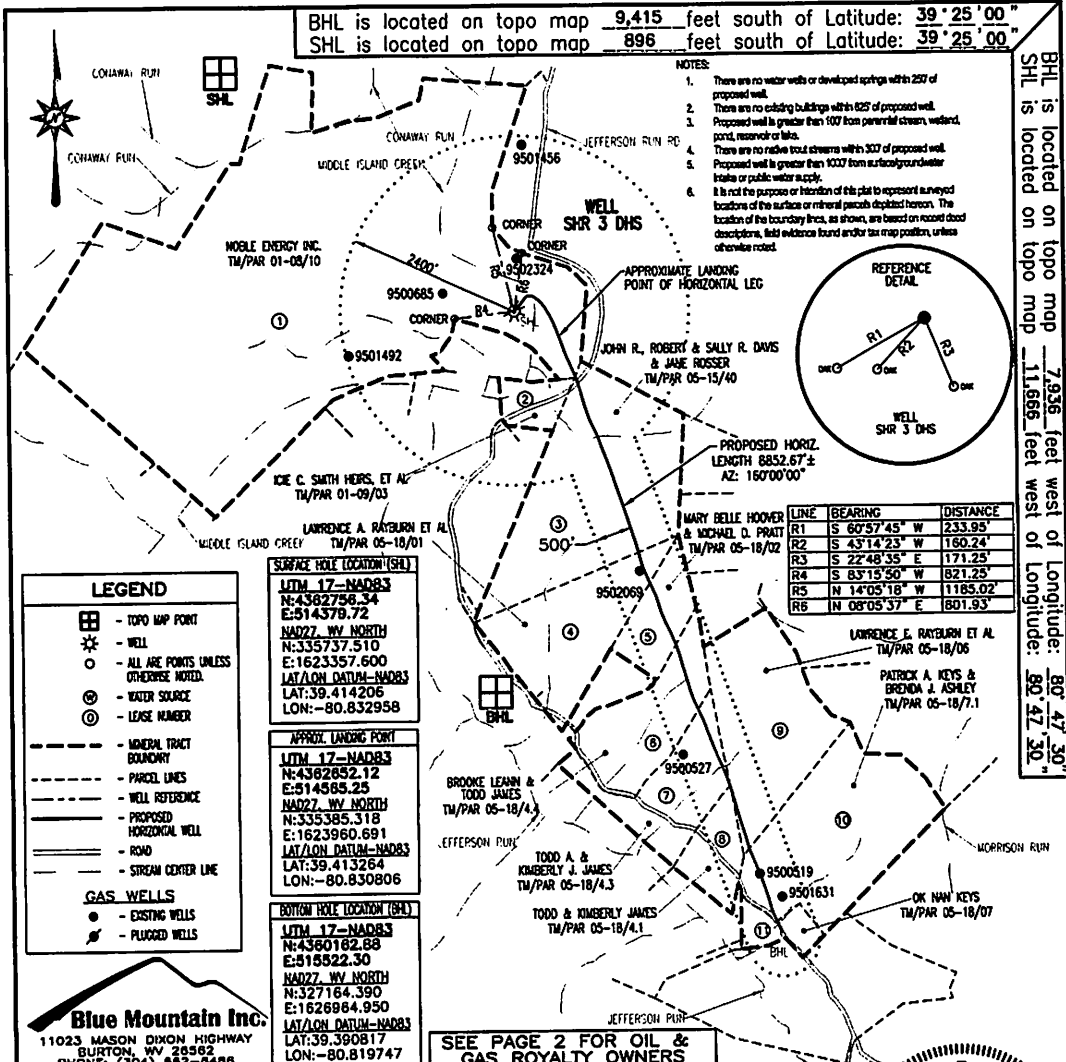 BHL is located on topo map 9,415 feet south of Latitude: 39°25'00"
SHL is located on topo map 896 feet south of Latitude: 39°25'00"
BHL is located on topo map 7,936 feet west of Longitude: 80°47'30"
SHL is located on topo map 11,666 feet west of Longitude: 80°47'30"
NOTES:
1. There are no water wells or developed springs within 250' of
proposed well.
2. There are no existing buildings within 625' of proposed well.
3. Proposed well is greater than 100' from perennial stream, wetland,
pond, reservoir or lake.
4. There are no native trout streams within 300' of proposed well.
5. Proposed well is greater than 1000' from surface/groundwater
intake or public water supply.
6. It is not the purpose or intention of this plat to represent surveyed
locations of the surface or mineral parcels depicted hereon. The
location of the boundary lines, as shown, are based on record deed
descriptions, field evidence found and/or tax map position, unless
otherwise noted.
CONAWAY RUN
SHL
N
CONAWAY RUN
CONAWAY RUN
MIDDLE ISLAND CREEK
JEFFERSON RUN RD
9501456
WELL
SHR 3 DHS
CORNER
CORNER
9502324
R5
R6
NOBLE ENERGY INC.
TM/PAR 01-08/10
2400'
9500685
CORNER
R4
SHL
1
9501492
APPROXIMATE LANDING
POINT OF HORIZONTAL LEG
REFERENCE
DETAIL
R1
R2
R3
OAK
OAK
OAK
WELL
SHR 3 DHS
JOHN R., ROBERT & SALLY R. DAVIS
& JANE ROSSER
TM/PAR 05-15/40
2
ICIE C. SMITH HEIRS, ET AL
TM/PAR 01-09/03
PROPOSED HORIZ.
LENGTH 8852.67'±
AZ: 160°00'00"
3
500'
LAWRENCE A. RAYBURN ET AL
TM/PAR 05-18/01
MIDDLE ISLAND CREEK
MARY BELLE HOOVER
& MICHAEL D. PRATT
TM/PAR 05-18/02
LINE BEARING DISTANCE
R1 S 60°57'45" W 233.95'
R2 S 43°14'23" W 160.24'
R3 S 22°48'35" E 171.25'
R4 S 83°15'50" W 821.25'
R5 N 14°05'18" W 1185.02'
R6 N 08°05'37" E 801.93'
9502069
4
5
LAWRENCE E. RAYBURN ET AL
TM/PAR 05-18/06
PATRICK A. KEYS &
BRENDA J. ASHLEY
TM/PAR 05-18/7.1
BHL
6
9
9500527
7
BROOKE LEANN &
TODD JAMES
TM/PAR 05-18/4.4
10
8
JEFFERSON RUN
MORRISON RUN
TODD A. &
KIMBERLY J. JAMES
TM/PAR 05-18/4.3
9500519
9501631
TODD & KIMBERLY JAMES
TM/PAR 05-18/4.1
OK NAN KEYS
TM/PAR 05-18/07
11
BHL
JEFFERSON RUN
LEGEND
- TOPO MAP POINT
- WELL
- ALL ARE POINTS UNLESS
OTHERWISE NOTED.
W - WATER SOURCE
0 - LEASE NUMBER
- MINERAL TRACT
BOUNDARY
- PARCEL LINES
- WELL REFERENCE
- PROPOSED
HORIZONTAL WELL
- ROAD
- STREAM CENTER LINE
GAS WELLS
- EXISTING WELLS
- PLUGGED WELLS
SURFACE HOLE LOCATION (SHL)
UTM 17-NAD83
N:4362756.34
E:514379.72
NAD27, WV NORTH
N:335737.510
E:1623357.600
LAT/LON DATUM-NAD83
LAT:39.414206
LON:-80.832958
APPROX. LANDING POINT
UTM 17-NAD83
N:4362652.12
E:514565.25
NAD27, WV NORTH
N:335385.318
E:1623960.691
LAT/LON DATUM-NAD83
LAT:39.413264
LON:-80.830806
BOTTOM HOLE LOCATION (BHL)
UTM 17-NAD83
N:4360162.88
E:515522.30
NAD27, WV NORTH
N:327164.390
E:1626984.950
LAT/LON DATUM-NAD83
LAT:39.390817
LON:-80.819747
Blue Mountain Inc.
11023 MASON DIXON HIGHWAY
BURTON, WV 26562
SEE PAGE 2 FOR OIL &
GAS ROYALTY OWNERS